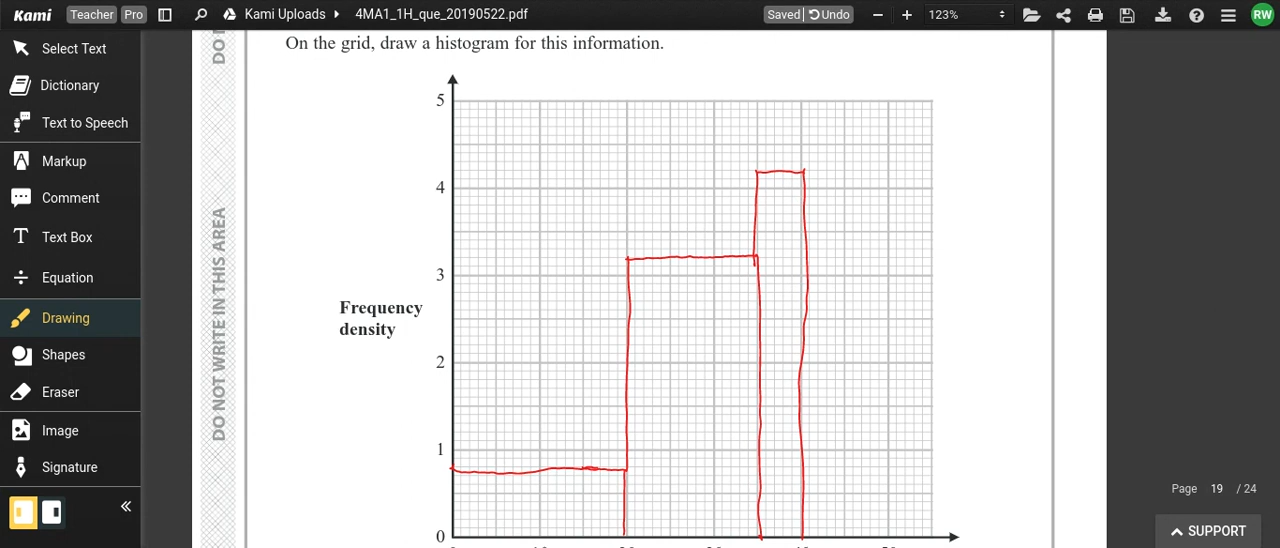 Kami Teacher Pro Kami Uploads 4MA1_1H_que_20190522.pdf Saved Undo − + 123% RW
Select Text
Dictionary
Text to Speech
Markup
Comment
Text Box
Equation
Drawing
Shapes
Eraser
Image
Signature
On the grid, draw a histogram for this information.
DO NOT WRITE IN THIS AREA
5
4
3
2
1
0
Frequency
density
Page 19 / 24
SUPPORT